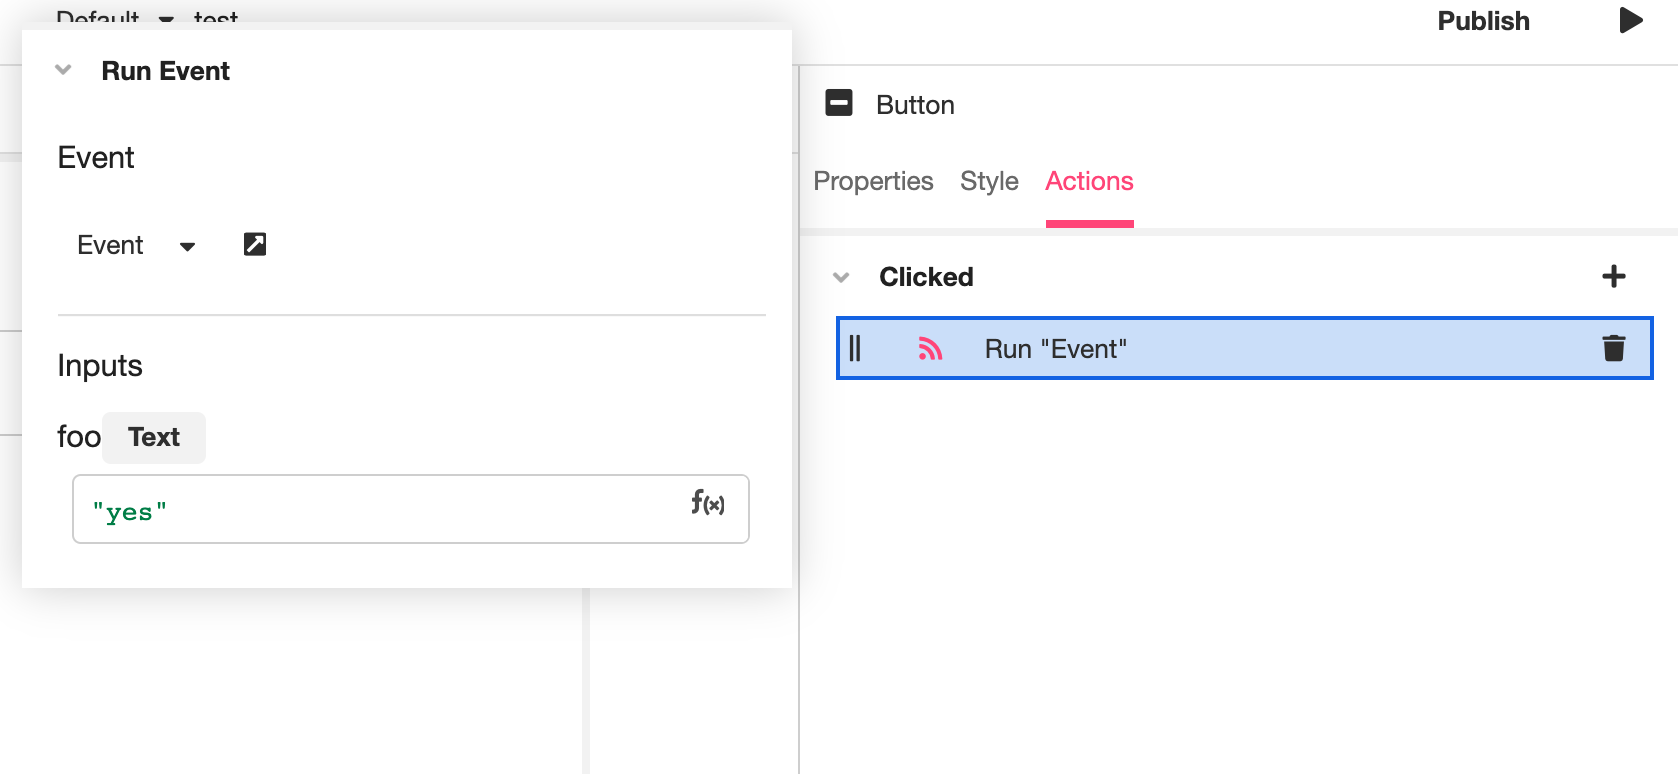 Default test
Publish
Run Event
Event
Event
Inputs
foo Text
"yes"
f(x)
Button
Properties Style Actions
Clicked
Run "Event"